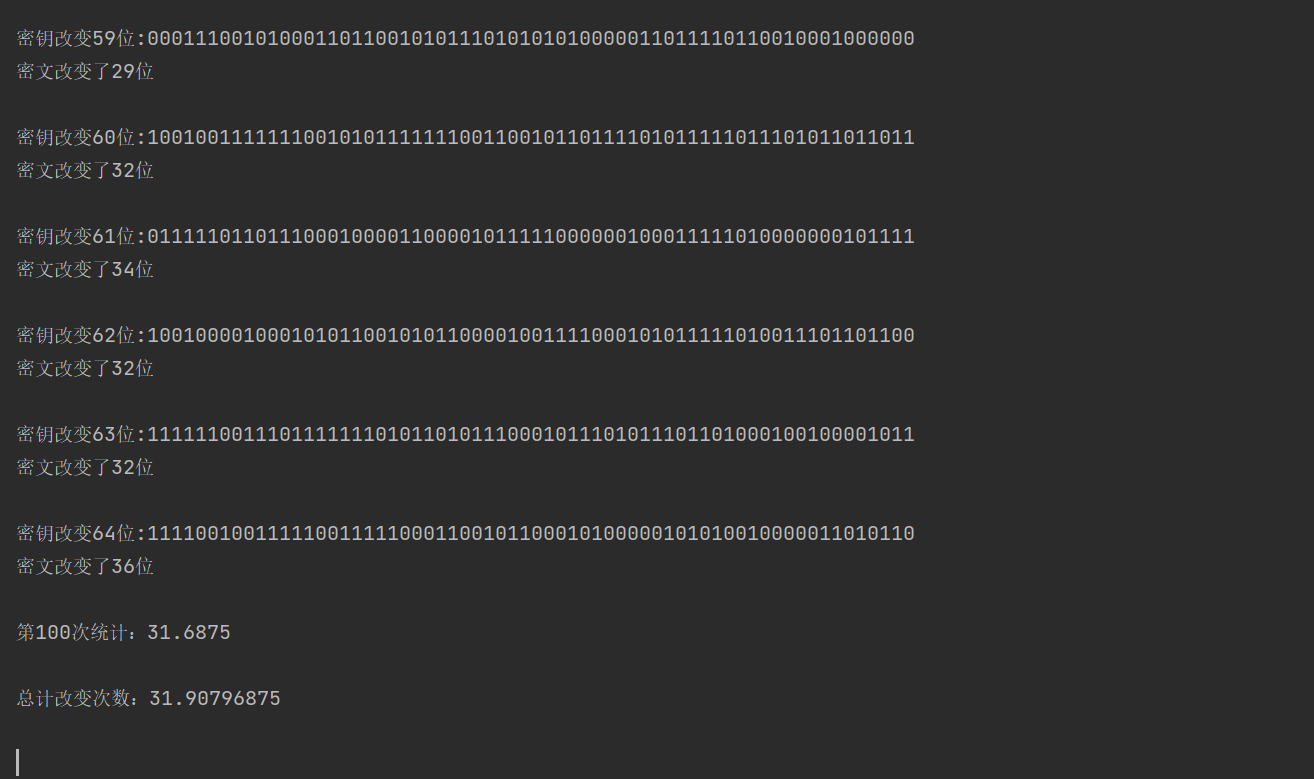 密钥改变59位:0001110010100011011001010111010101010000011011110110010001000000
密文改变了29位
密钥改变60位:1001001111111001010111111110011001011011110101111101110101101101​1
密文改变了32位
密钥改变61位:0111110110111000100001100001011111000000100011111010000000101111
密文改变了34位
密钥改变62位:1001000010001010110010101100001001111000101011111010011101101100
密文改变了32位
密钥改变63位:11111100111011111111010110101110001011101011101101000100100001011
密文改变了32位
密钥改变64位:1111001001111100111110001100101100010100000101010010000011010110
密文改变了36位
第100次统计：31.6875
总计改变次数：31.90796875